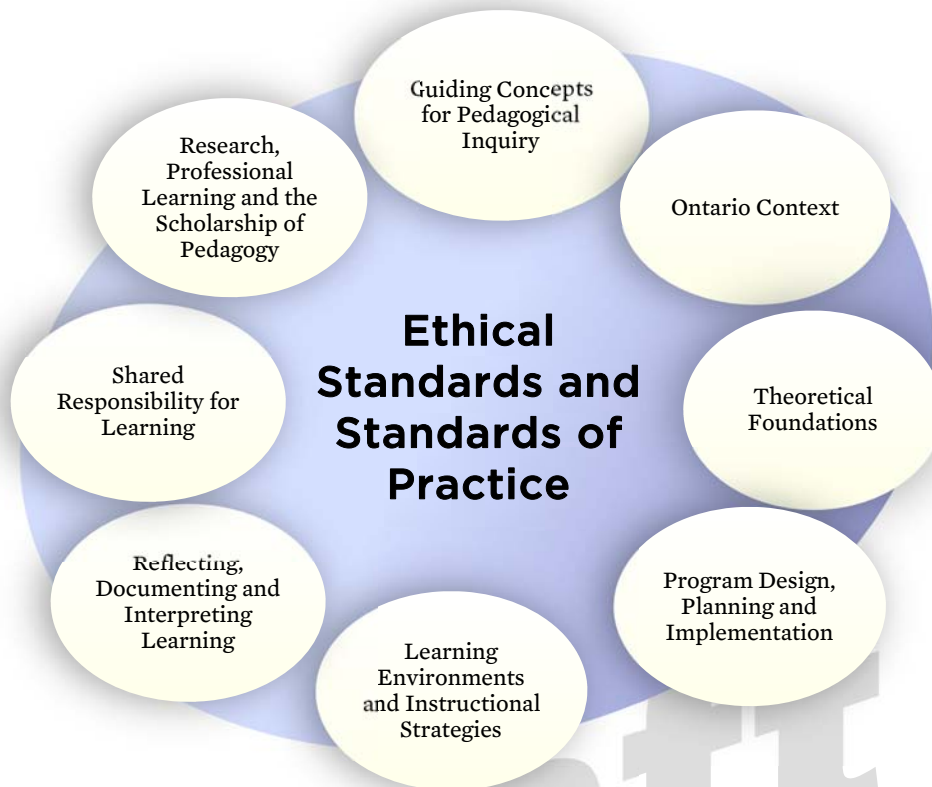 Guiding Concepts
for Pedagogical
Inquiry
Ontario Context
Theoretical
Foundations
Program Design,
Planning and
Implementation
Learning
Environments
and Instructional
Strategies
Reflecting,
Documenting and
Interpreting
Learning
Shared
Responsibility for
Learning
Research,
Professional
Learning and the
Scholarship of
Pedagogy
Ethical
Standards and
Standards of
Practice